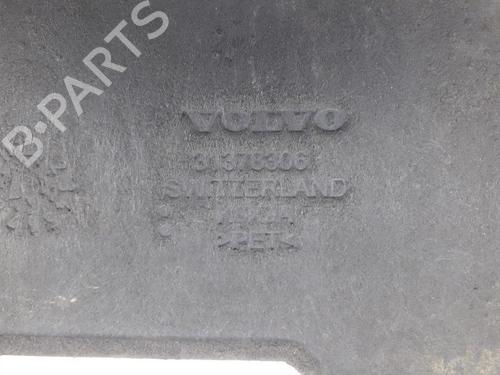 B-PARTS
VOLVO
31378306
SWITZERLAND
>PET<